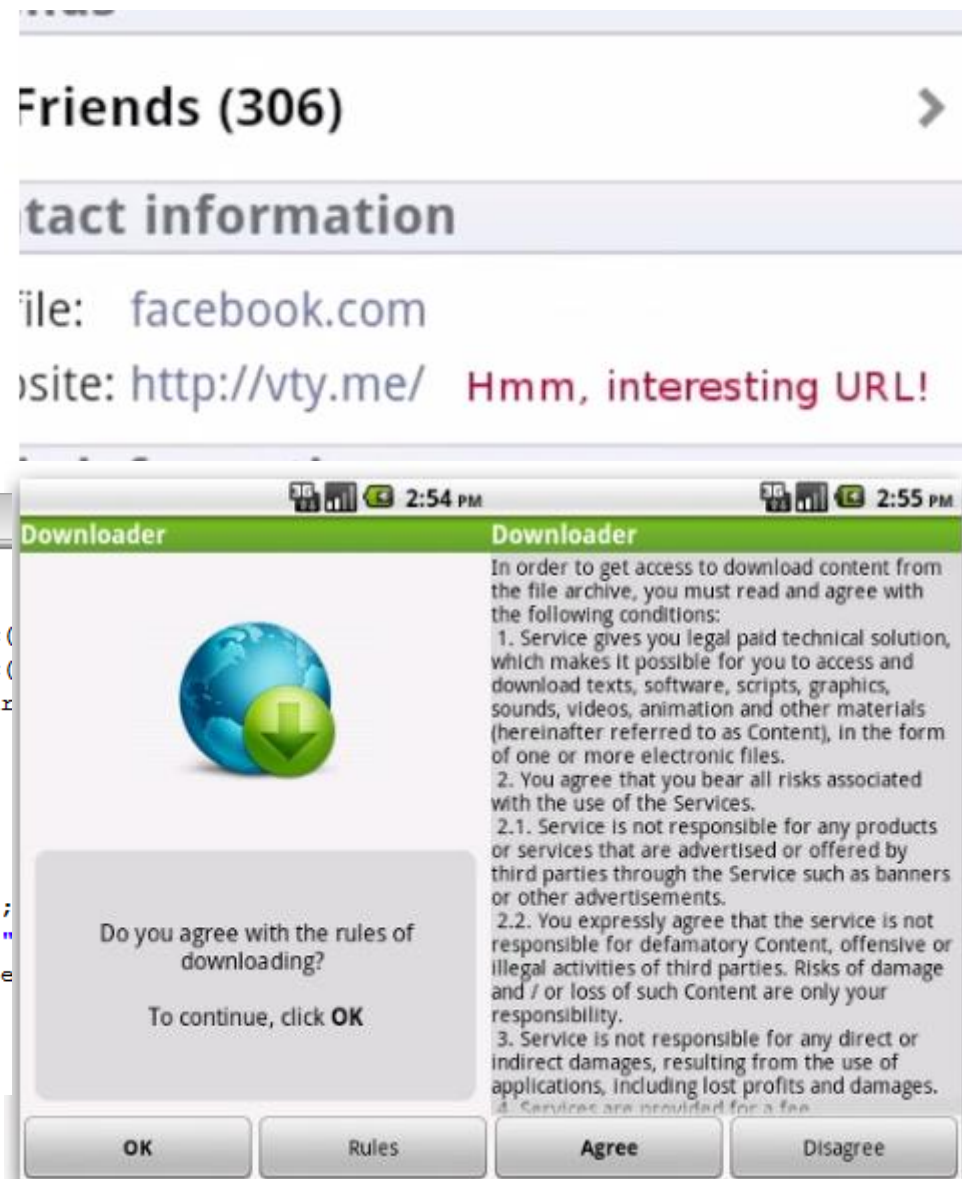 Friends (306)
tact information
file: facebook.com
site: http://vty.me/ Hmm, interesting URL!
2:54 PM
Downloader
Do you agree with the rules of
downloading?
To continue, click OK
OK
Rules
2:55 PM
Downloader
In order to get access to download content from
the file archive, you must read and agree with
the following conditions:
1. Service gives you legal paid technical solution,
which makes it possible for you to access and
download texts, software, scripts, graphics,
sounds, videos, animation and other materials
(hereinafter referred to as Content), in the form
of one or more electronic files.
2. You agree that you bear all risks associated
with the use of the Services.
2.1. Service is not responsible for any products
or services that are advertised or offered by
third parties through the Service such as banners
or other advertisements.
2.2. You expressly agree that the service is not
responsible for defamatory Content, offensive or
illegal activities of third parties. Risks of damage
and / or loss of such Content are only your
responsibility.
3. Service is not responsible for any direct or
indirect damages, resulting from the use of
applications, including lost profits and damages.
4. Services are provided for a fee
Agree
Disagree